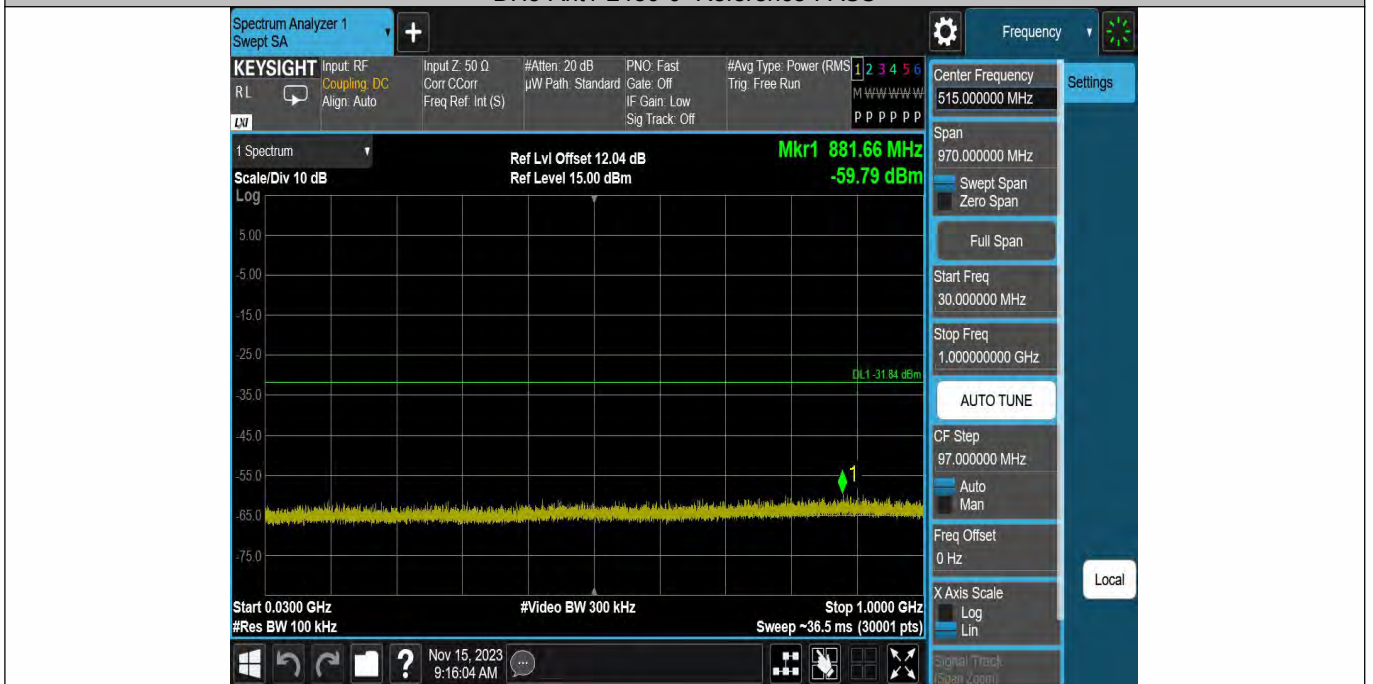 Spectrum Analyzer 1
Swept SA
Frequency
KEYSIGHT
RL
LXI
Input: RF
Coupling: DC
Align: Auto
Input Z: 50 Ω
Corr CCorr
Freq Ref: Int (S)
#Atten: 20 dB
µW Path: Standard
PNO: Fast
Gate: Off
IF Gain: Low
Sig Track: Off
#Avg Type: Power (RMS
Trig: Free Run
1 2 3 4 5 6
M W W W W W
P P P P P P
Center Frequency
515.000000 MHz
Settings
1 Spectrum
Scale/Div 10 dB
Ref Lvl Offset 12.04 dB
Ref Level 15.00 dBm
Mkr1 881.66 MHz
-59.79 dBm
Span
970.000000 MHz
Swept Span
Zero Span
Full Span
Start Freq
30.000000 MHz
Stop Freq
1.000000000 GHz
AUTO TUNE
CF Step
97.000000 MHz
Auto
Man
Freq Offset
0 Hz
X Axis Scale
Log
Lin
Signal Track
(Span Zoom)
Local
Log
5.00
-5.00
-15.0
-25.0
DL1 -31.84 dBm
-35.0
-45.0
-55.0
1
-65.0
-75.0
Start 0.0300 GHz
#Res BW 100 kHz
#Video BW 300 kHz
Stop 1.0000 GHz
Sweep ~36.5 ms (30001 pts)
?
Nov 15, 2023
9:16:04 AM